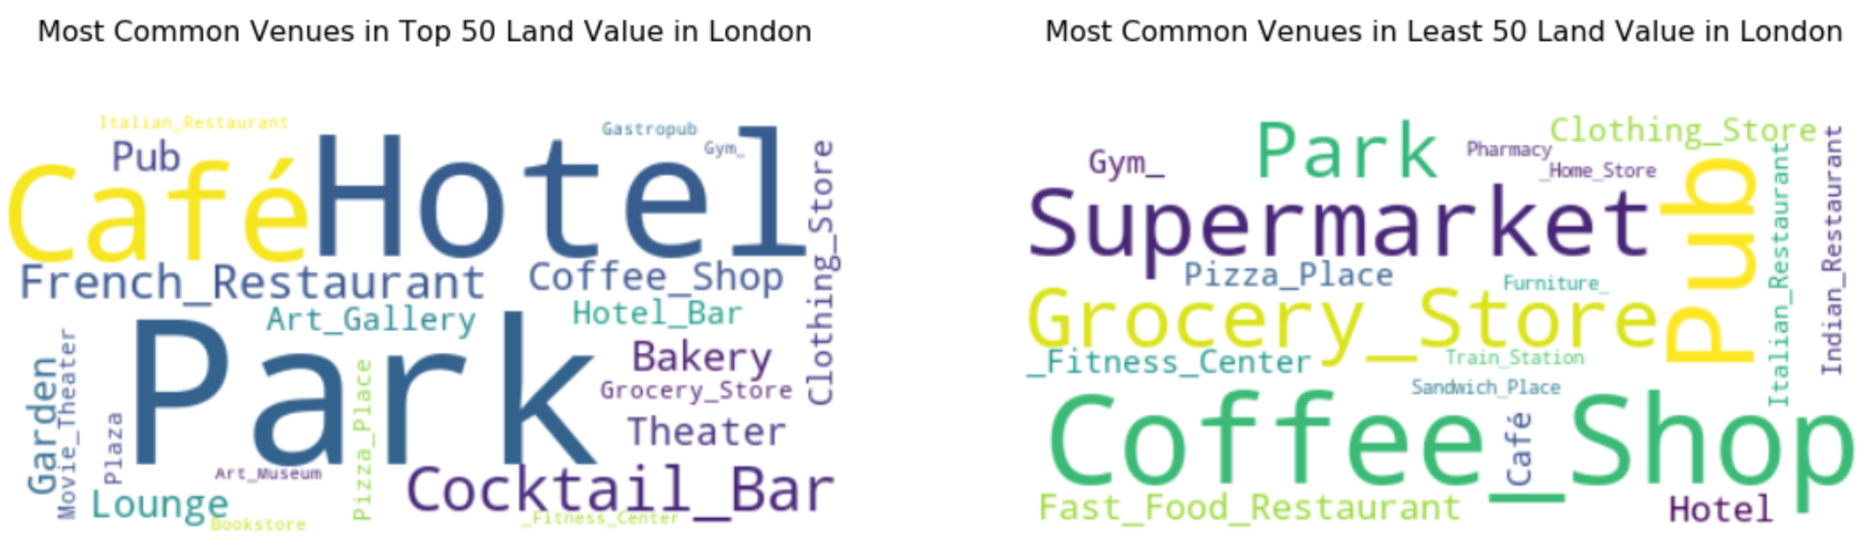 Most Common Venues in Top 50 Land Value in London
Italian_Restaurant
Pub
Café
Hotel
Gastropub
Gym_
Clothing_Store
French_Restaurant
Coffee_Shop
Art_Gallery
Hotel_Bar
Park
Bakery
Grocery_Store
Theater
Garden
Movie_Theater
Plaza
Pizza_Place
Art_Museum
Cocktail_Bar
Lounge
Bookstore
_Fitness_Center
Most Common Venues in Least 50 Land Value in London
Gym_
Park
Pharmacy
Clothing_Store
_Home_Store
Supermarket
Pub
Italian_Restaurant
Indian_Restaurant
Pizza_Place
Furniture_
Grocery_Store
_Fitness_Center
Train_Station
Sandwich_Place
Coffee_Shop
Café
Fast_Food_Restaurant
Hotel